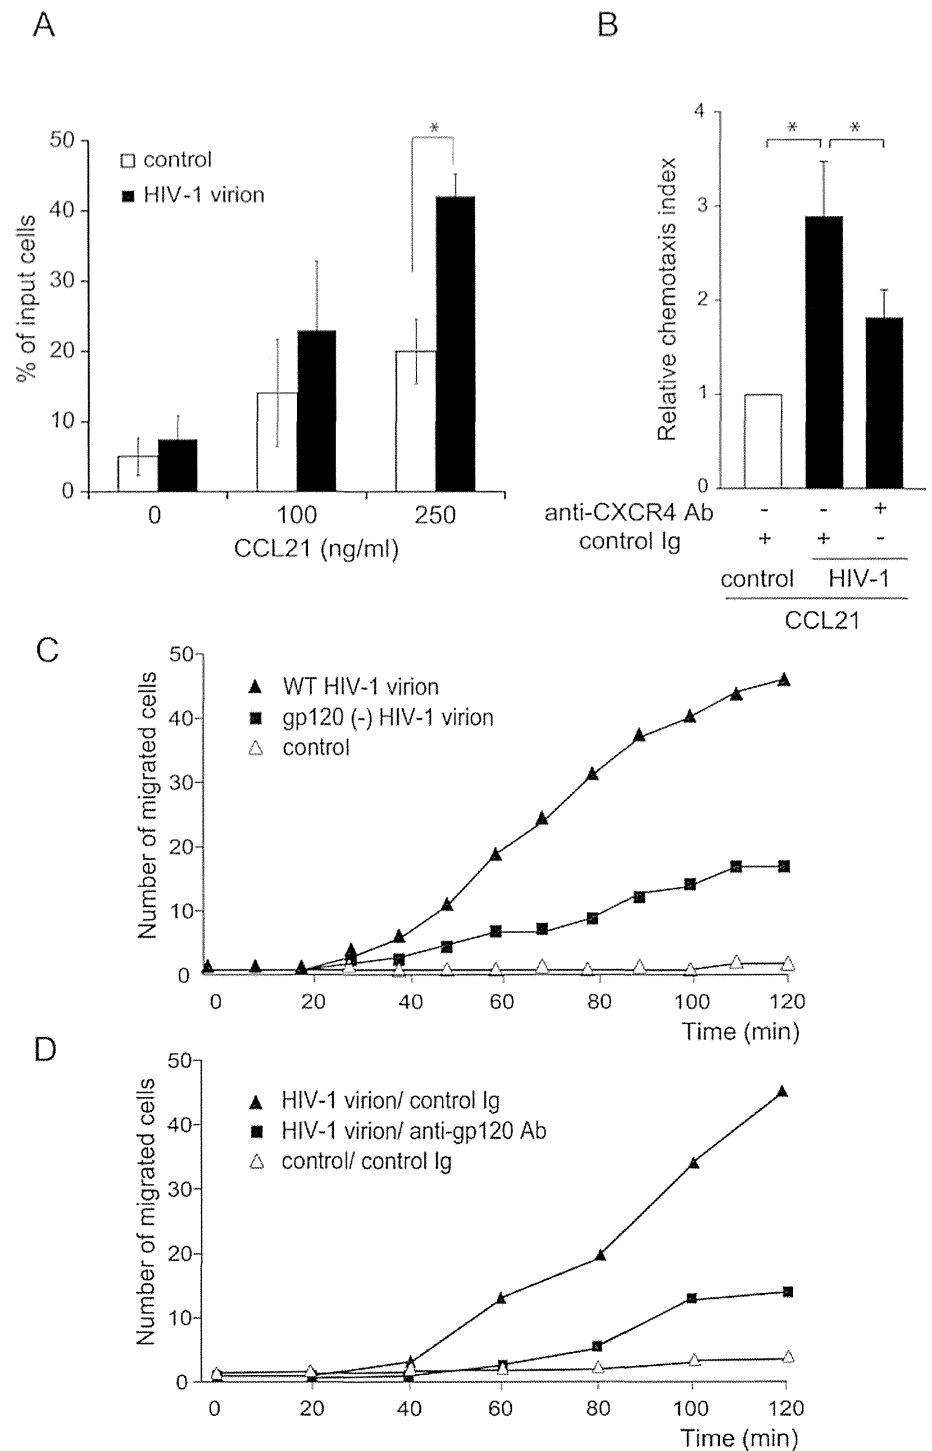 A
B
50
40
30
20
10
0
% of input cells
control
HIV-1 virion
*
0 100 250
CCL21 (ng/ml)
4
3
2
1
0
Relative chemotaxis index
* *
anti-CXCR4 Ab - - +
control Ig + + -
control HIV-1
CCL21
C
50
40
30
20
10
0
Number of migrated cells
WT HIV-1 virion
gp120 (-) HIV-1 virion
control
0 20 40 60 80 100 120
Time (min)
D
50
40
30
20
10
0
Number of migrated cells
HIV-1 virion/ control Ig
HIV-1 virion/ anti-gp120 Ab
control/ control Ig
0 20 40 60 80 100 120
Time (min)